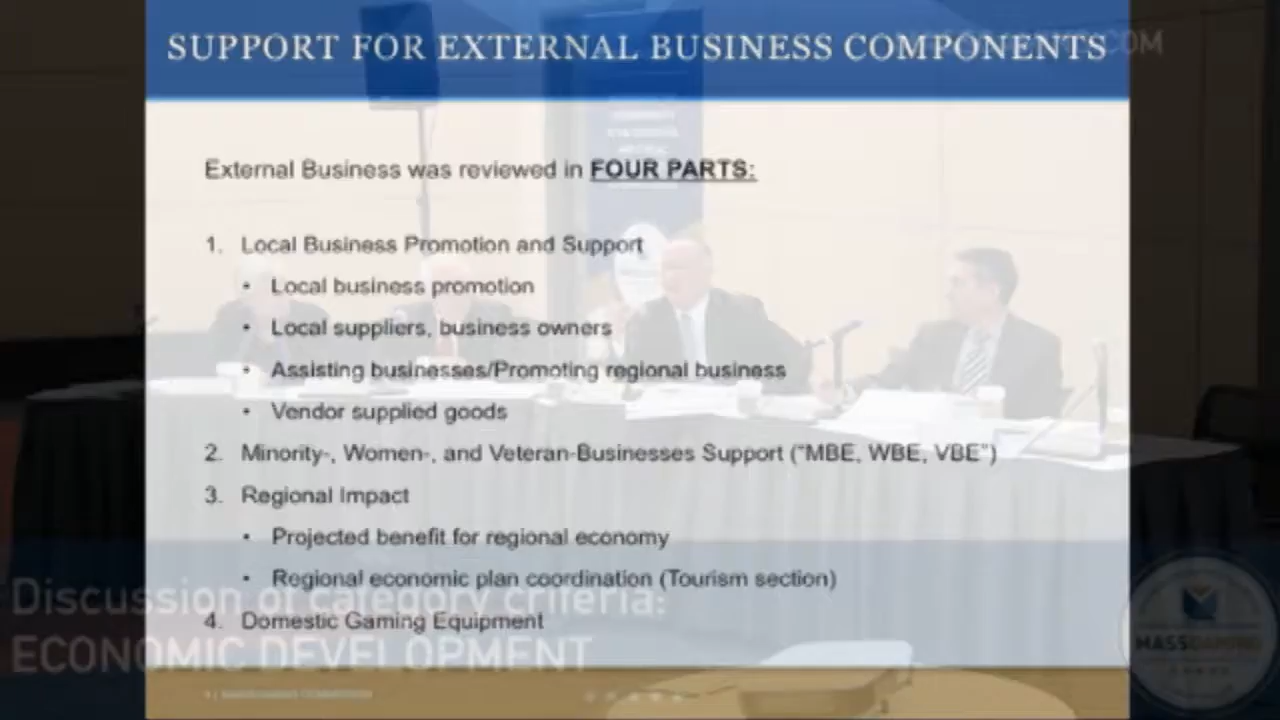 SUPPORT FOR EXTERNAL BUSINESS COMPONENTS
External Business was reviewed in FOUR PARTS:
1. Local Business Promotion and Support
• Local business promotion
• Local suppliers, business owners
• Assisting businesses/Promoting regional business
• Vendor supplied goods
2. Minority-, Women-, and Veteran-Businesses Support ("MBE, WBE, VBE")
3. Regional Impact
• Projected benefit for regional economy
• Regional economic plan coordination (Tourism section)
4. Domestic Gaming Equipment
Discussion of category criteria:
ECONOMIC DEVELOPMENT
MASSGAMING